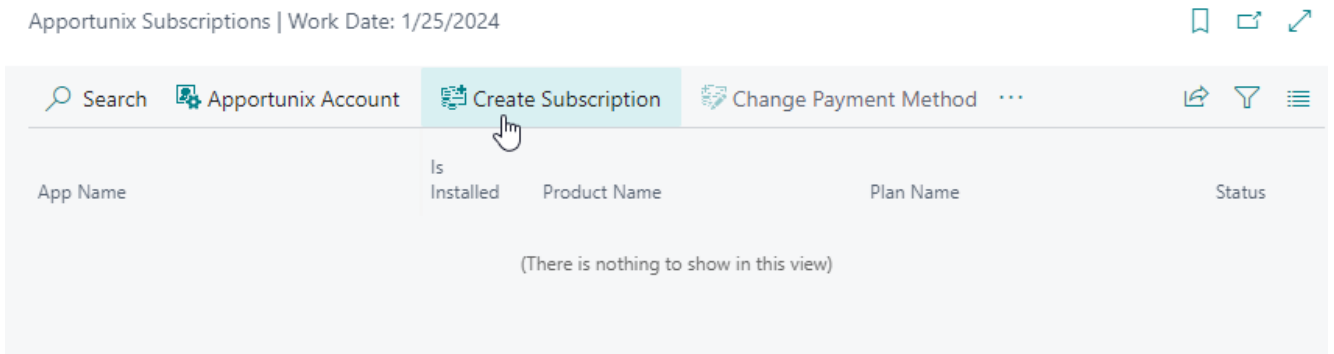 Apportunix Subscriptions | Work Date: 1/25/2024
Search Apportunix Account Create Subscription Change Payment Method ...
App Name Is Installed Product Name Plan Name Status
(There is nothing to show in this view)